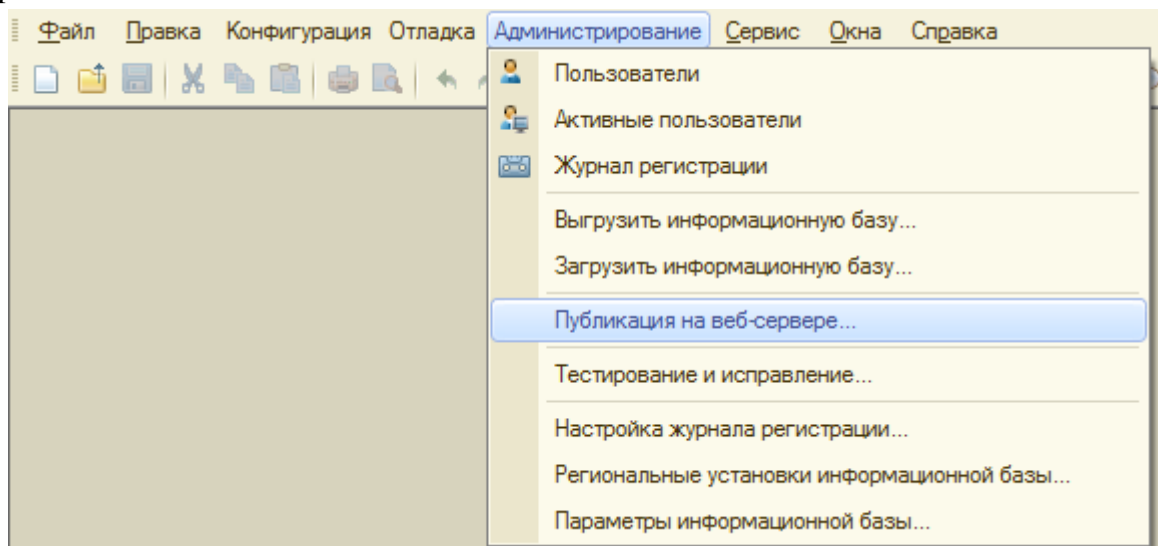 Файл Правка Конфигурация Отладка Администрирование Сервис Окна Справка
Пользователи
Активные пользователи
Журнал регистрации
Выгрузить информационную базу...
Загрузить информационную базу...
Публикация на веб-сервере...
Тестирование и исправление...
Настройка журнала регистрации...
Региональные установки информационной базы...
Параметры информационной базы...